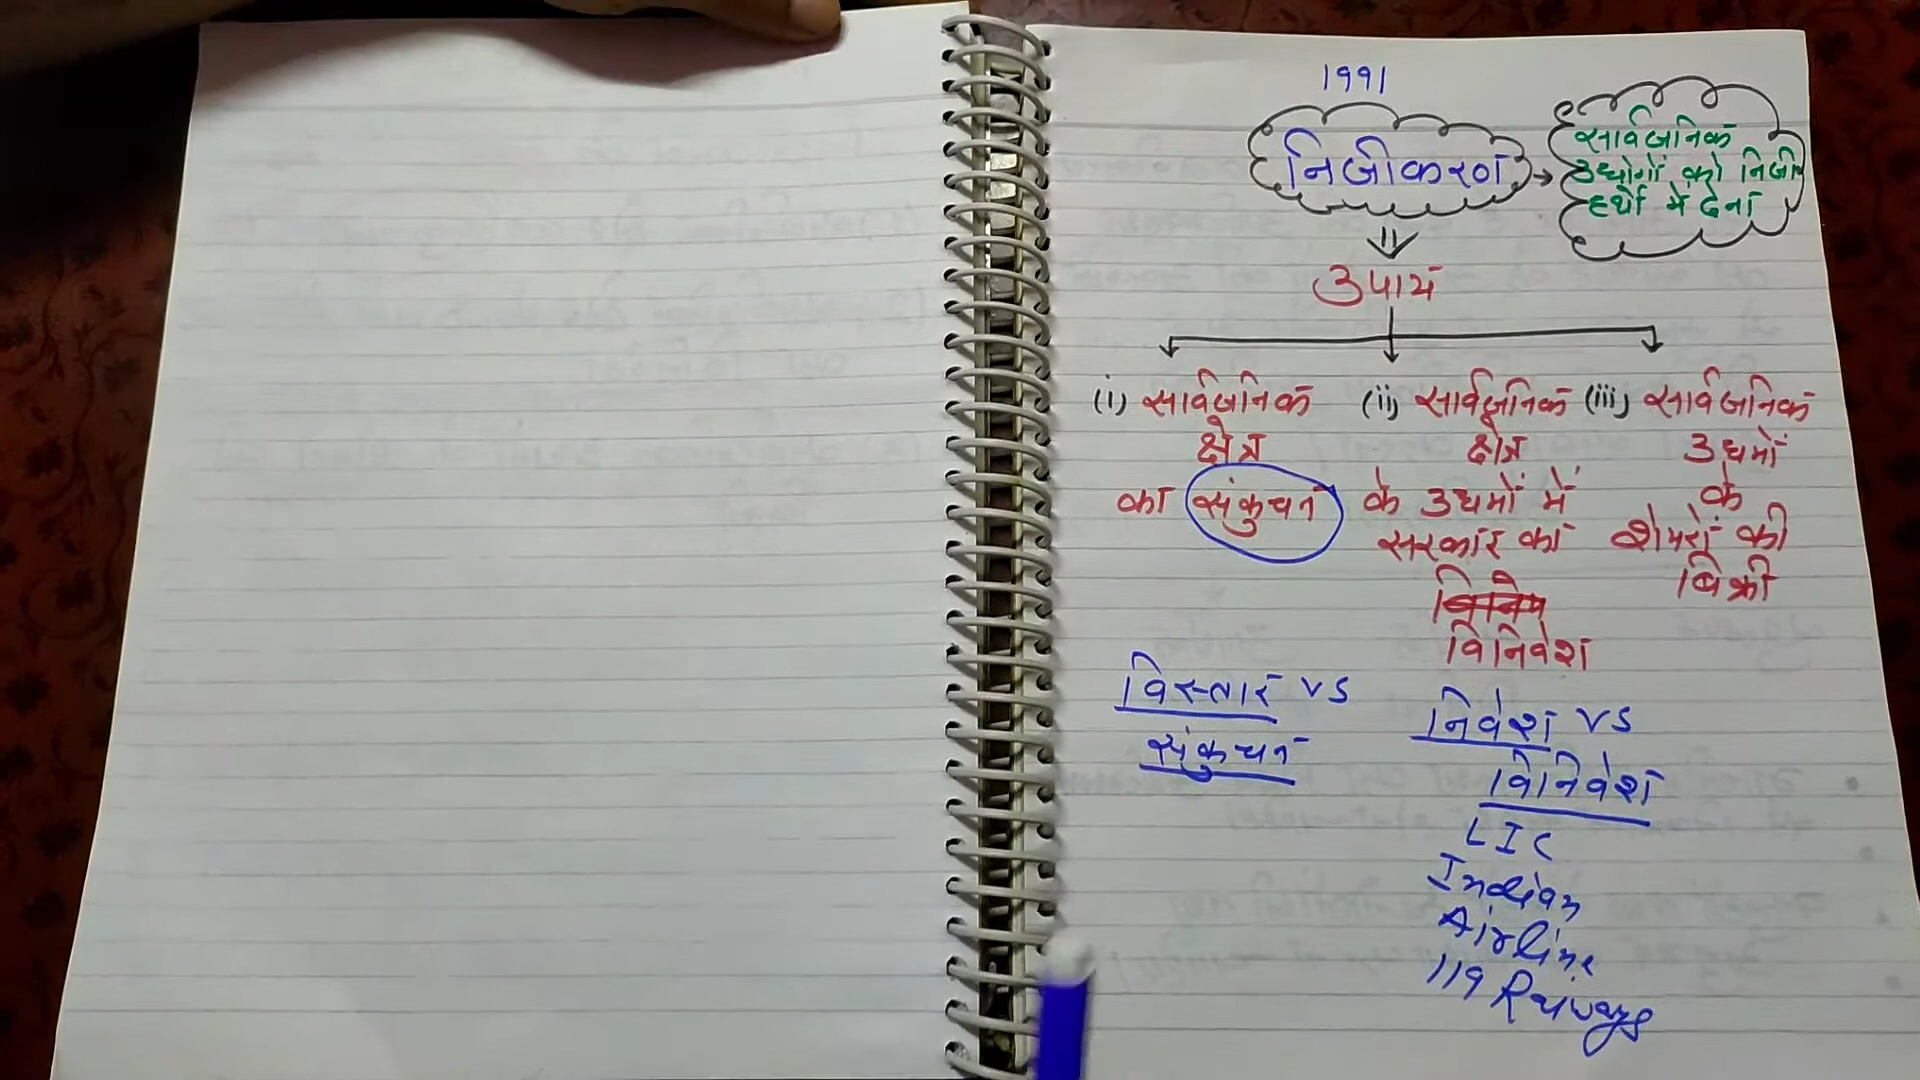 1991
निजीकरण →
सार्वजनिक
उद्योगों को निजी
हाथों में देना
उपाय
(i) सार्वजनिक
क्षेत्र
का संकुचन
(ii) सार्वजनिक
क्षेत्र
के उद्यमों में
सरकार का
विनिवेश
(iii) सार्वजनिक
उद्यमों
के
शेयरों की
बिक्री
विस्तार VS
संकुचन
निवेश VS
विनिवेश
LIC
Indian
Airline
119 Raiways